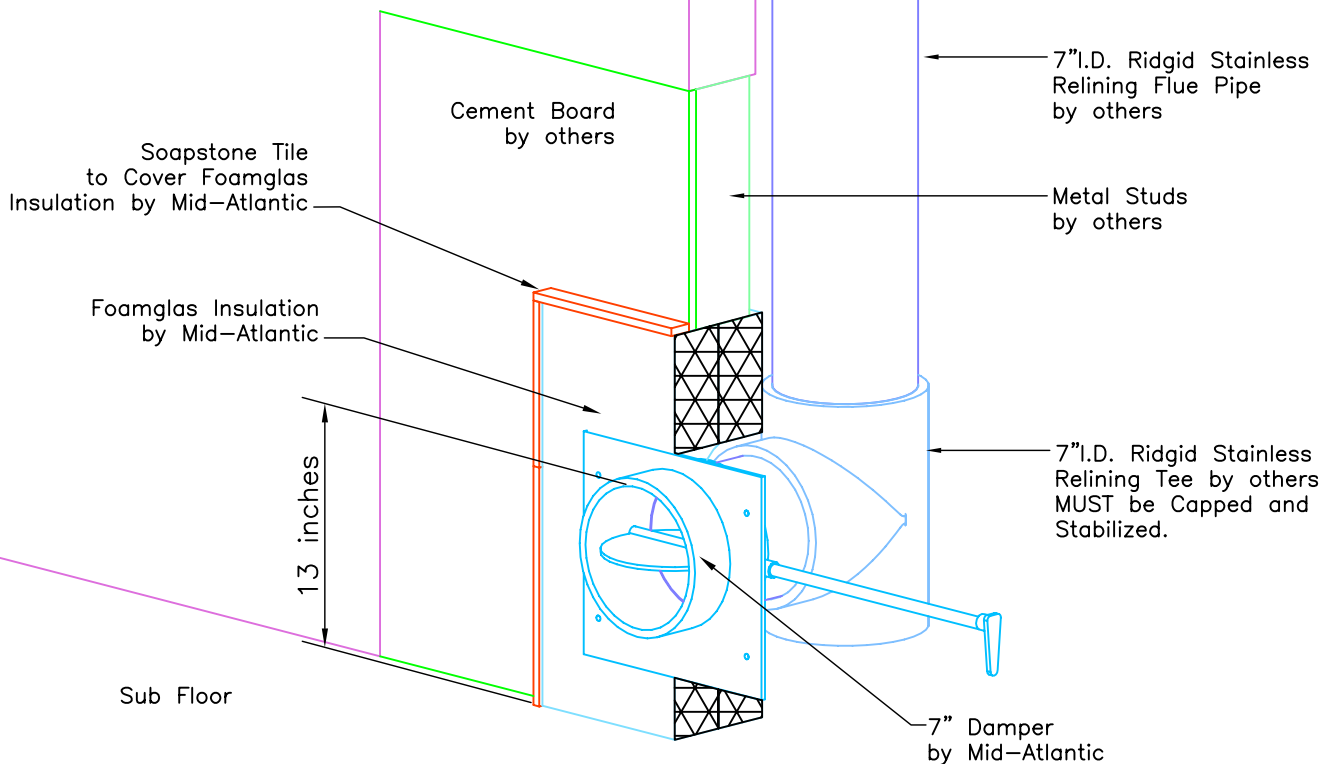 7"I.D. Ridgid Stainless
Relining Flue Pipe
by others
Cement Board
by others
Soapstone Tile
to Cover Foamglas
Insulation by Mid-Atlantic
Metal Studs
by others
Foamglas Insulation
by Mid-Atlantic
7"I.D. Ridgid Stainless
Relining Tee by others
MUST be Capped and
Stabilized.
13 inches
Sub Floor
7" Damper
by Mid-Atlantic